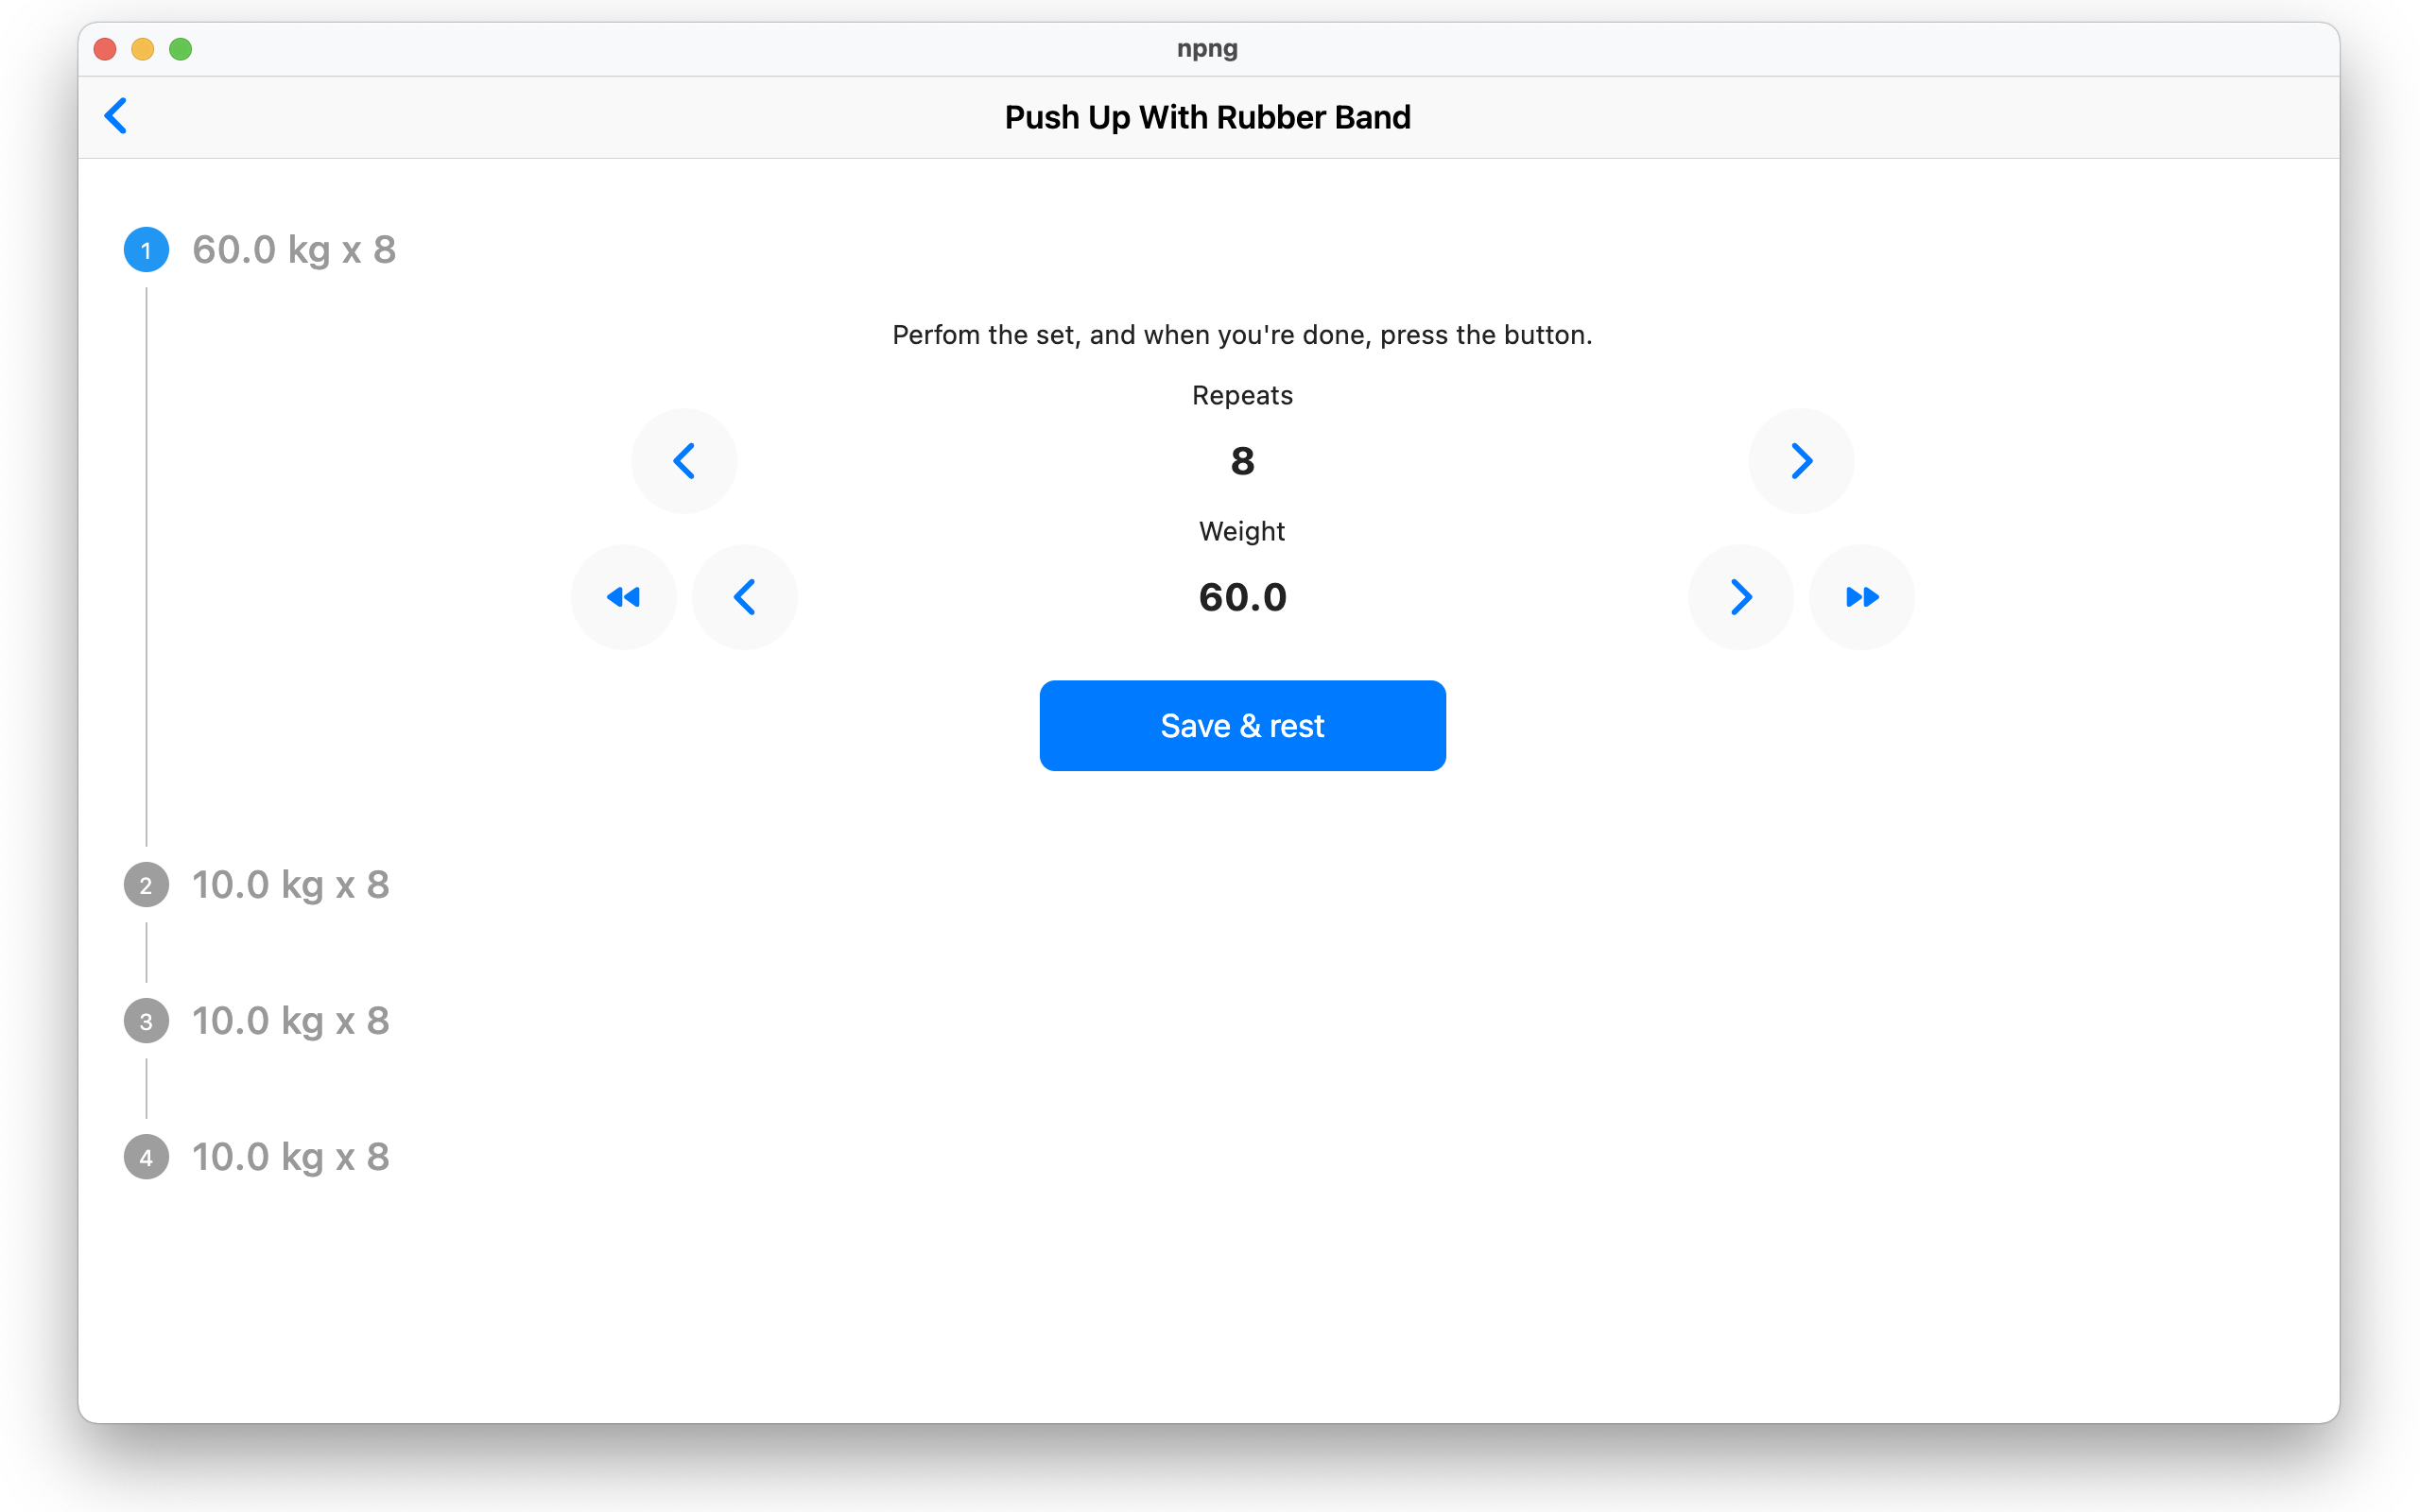 npng
Push Up With Rubber Band
1 60.0 kg x 8
Perfom the set, and when you're done, press the button.
Repeats
8
Weight
60.0
Save & rest
2 10.0 kg x 8
3 10.0 kg x 8
4 10.0 kg x 8